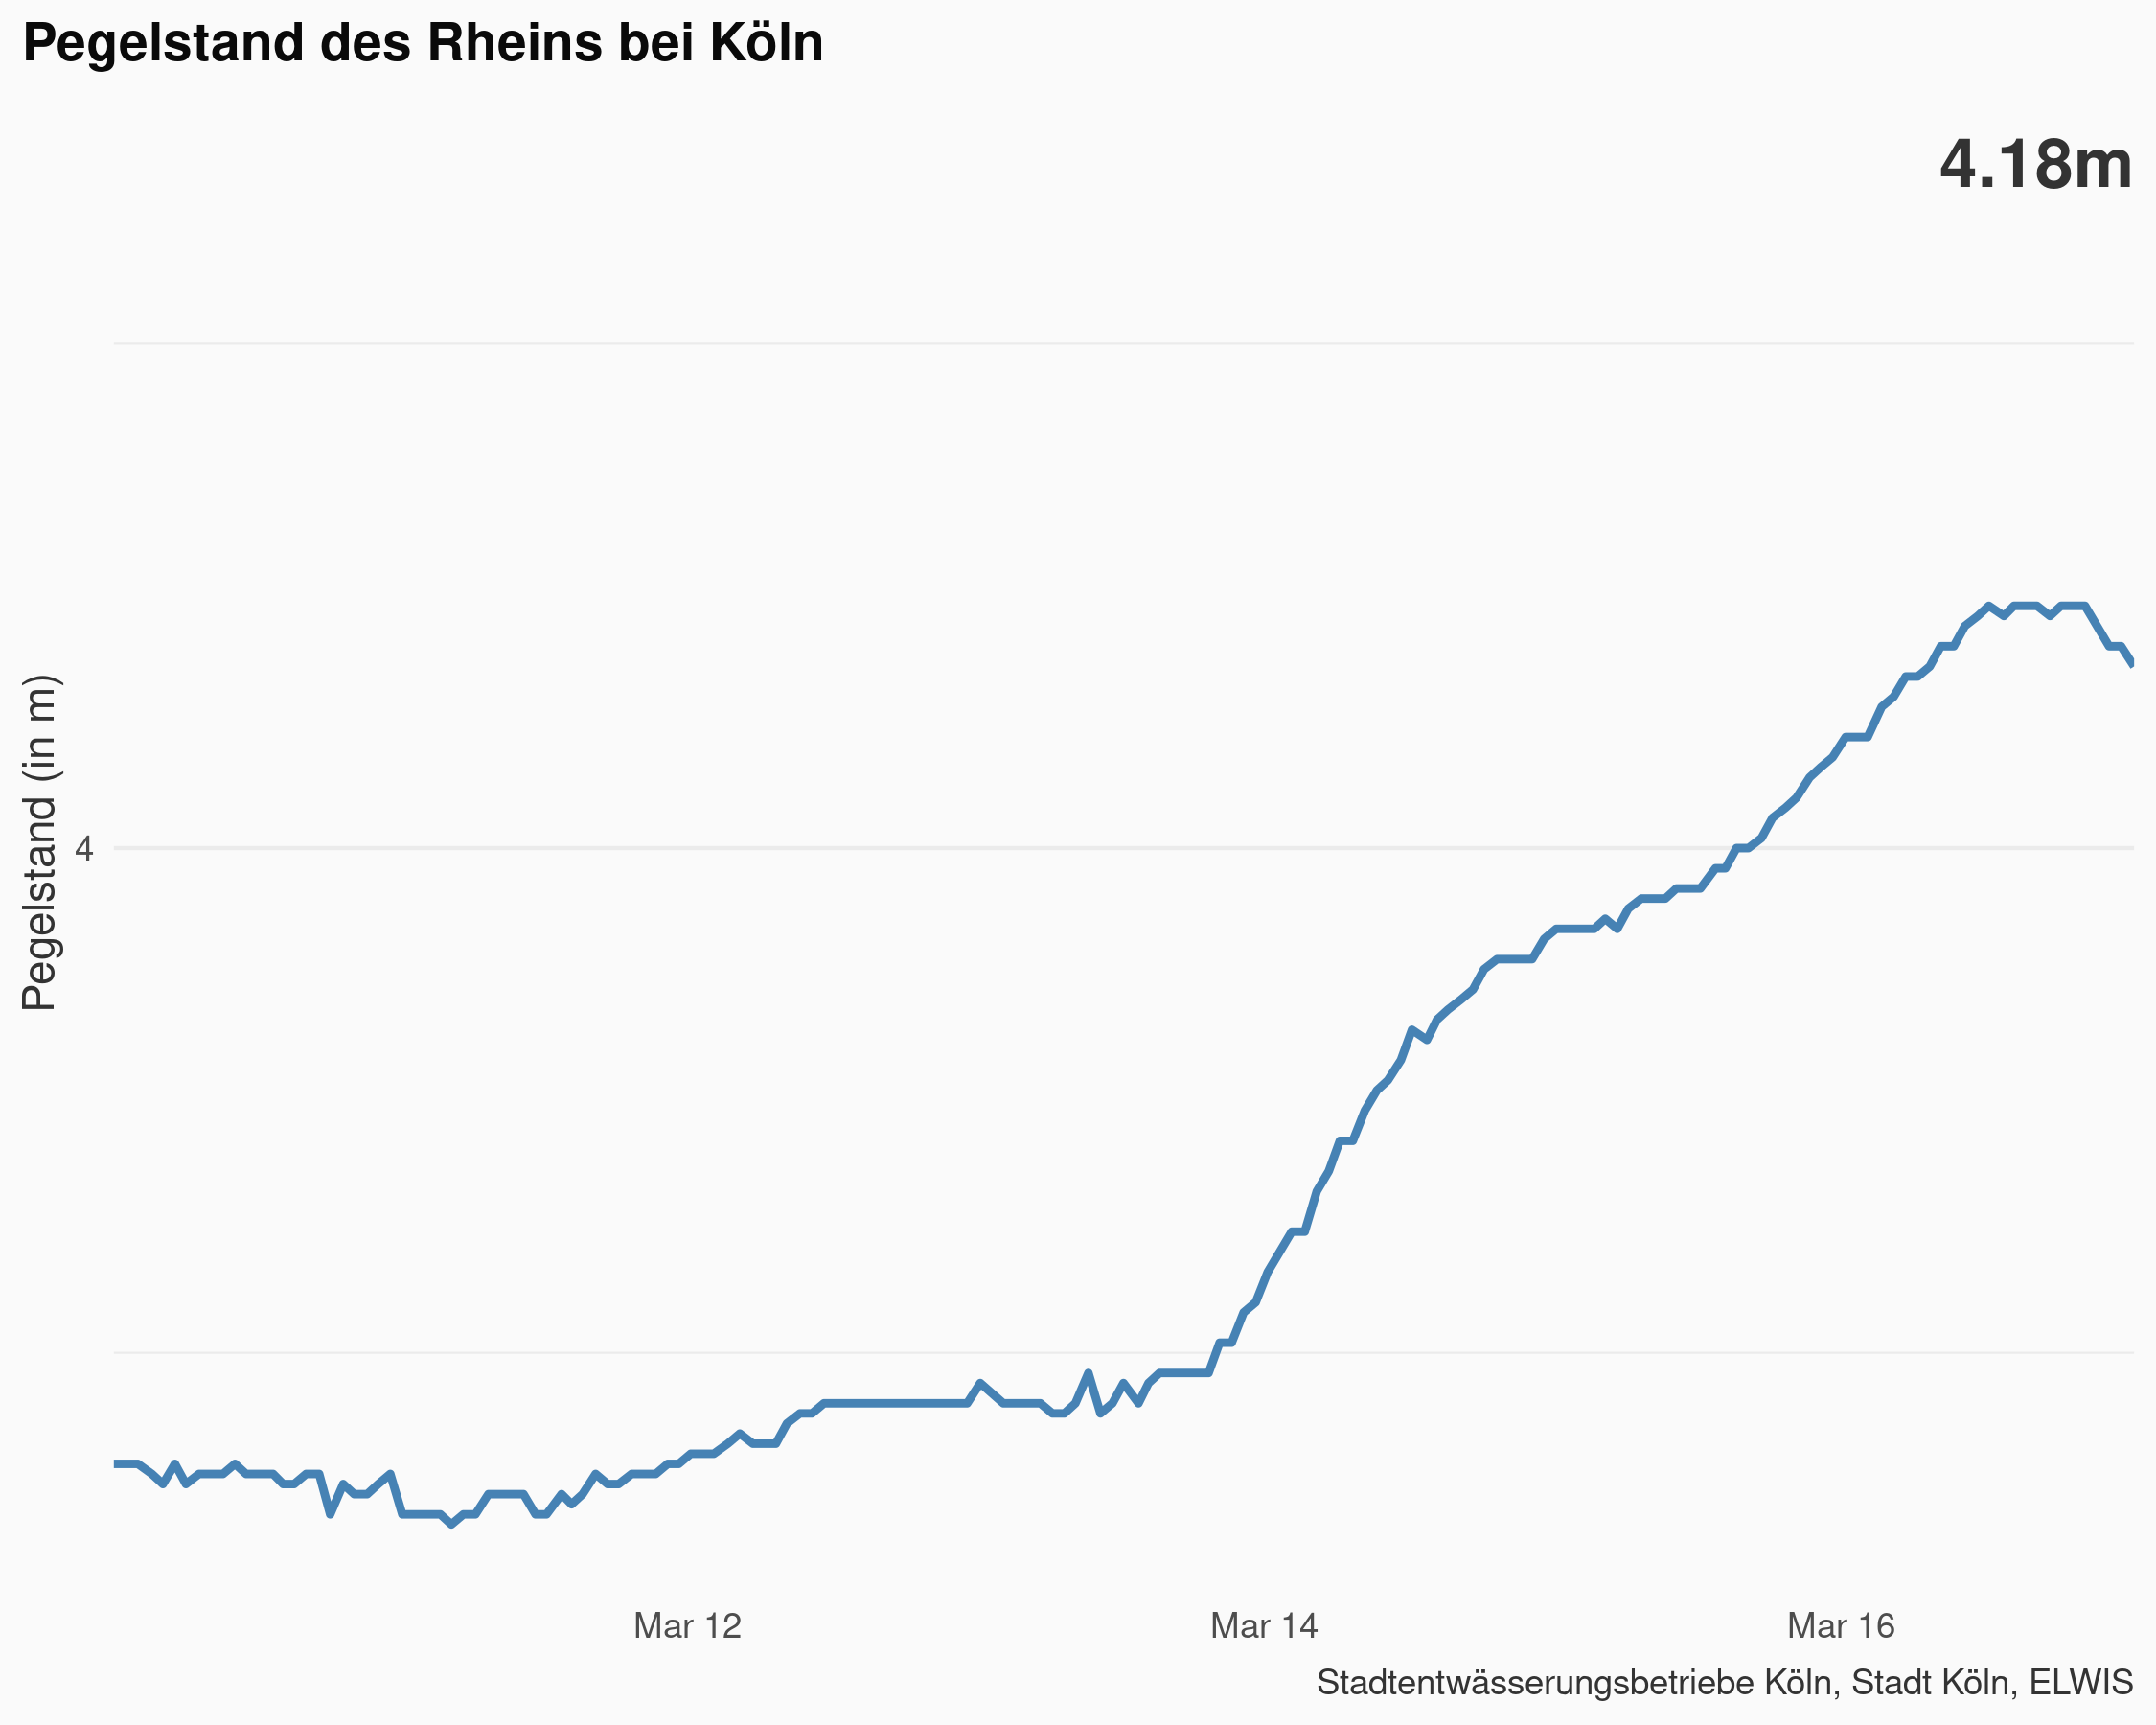 Pegelstand des Rheins bei Köln
4.18m
Pegelstand (in m)
4
Mar 12
Mar 14
Mar 16
Stadtentwässerungsbetriebe Köln, Stadt Köln, ELWIS